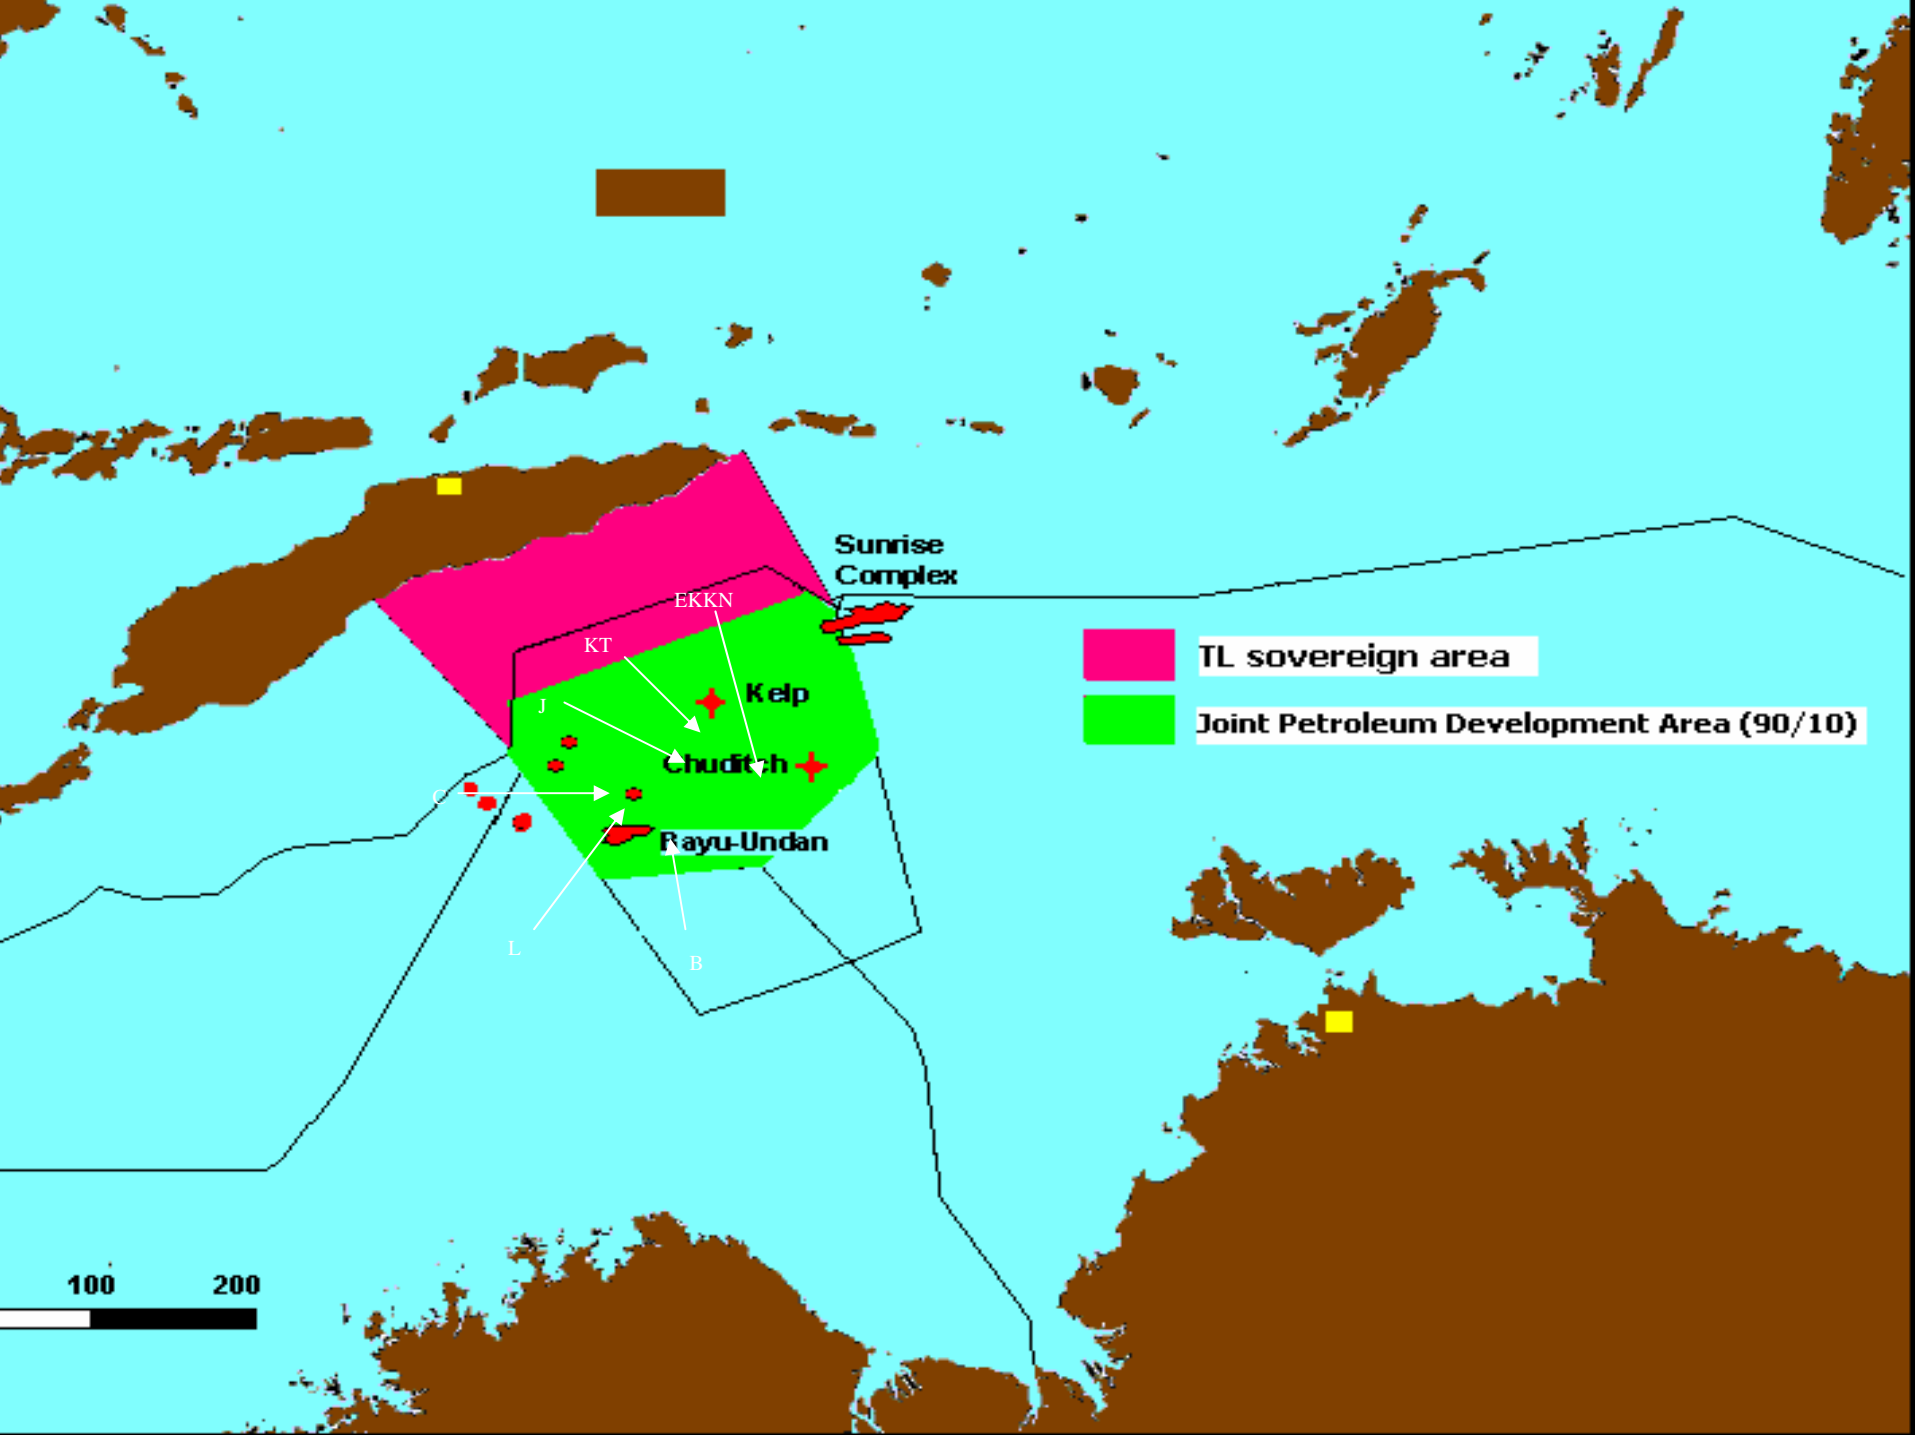 Sunrise
Complex
EKKN
KT
TL sovereign area
Kelp
J
Joint Petroleum Development Area (90/10)
Chuditch
C
Bayu-Undan
L
B
100 200